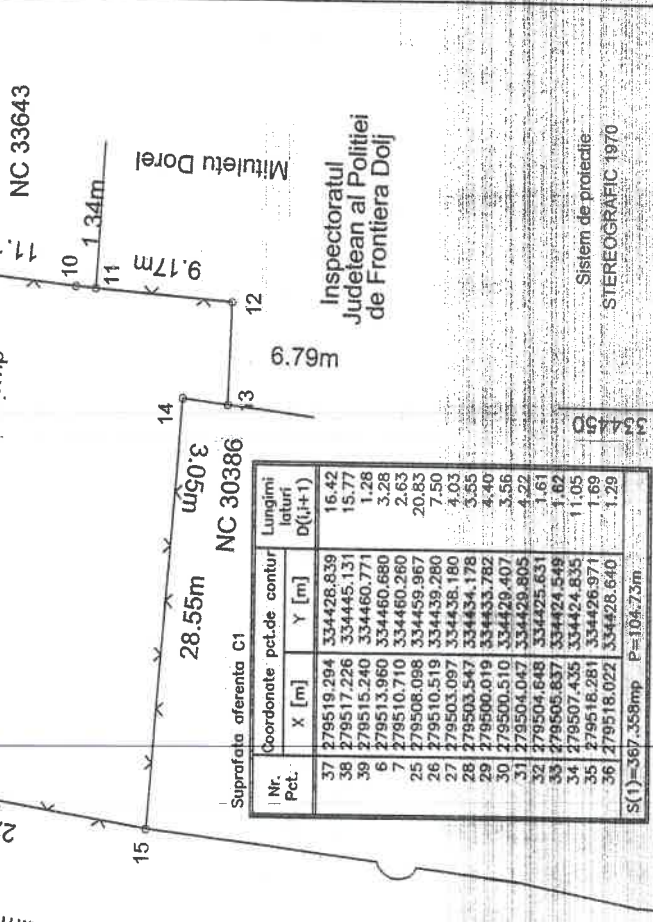 NC 33643
11.
10
11
1.34m
Mituletu Dorel
9.17m
12
Inspectoratul
Judetean al Politiei
de Frontiera Dolj
6.79m
13
14
3.05m
NC 30386
28.55m
15
2,
Sistem de proiectie
STEREOGRAFIC 1970
334450
Suprafata aferenta C1
Nr. Pct. Coordonate pct.de contur Lungimi laturi D(i,i+1)
X [m] Y [m]
37 279519.294 334428.839 16.42
38 279517.226 334445.131 15.77
39 279515.240 334460.771 1.28
6 279513.960 334460.680 3.28
7 279510.710 334460.260 2.63
25 279508.098 334459.967 20.83
26 279510.519 334439.280 7.50
27 279503.097 334438.180 4.03
28 279503.547 334434.178 3.55
29 279500.019 334433.782 4.40
30 279500.510 334429.407 3.56
31 279504.047 334429.805 4.22
32 279504.648 334425.631 1.61
33 279505.837 334424.549 1.62
34 279507.435 334424.835 11.05
35 279518.281 334426.971 1.69
36 279518.022 334428.640 1.29
S(1)=367.358mp P=104.73m